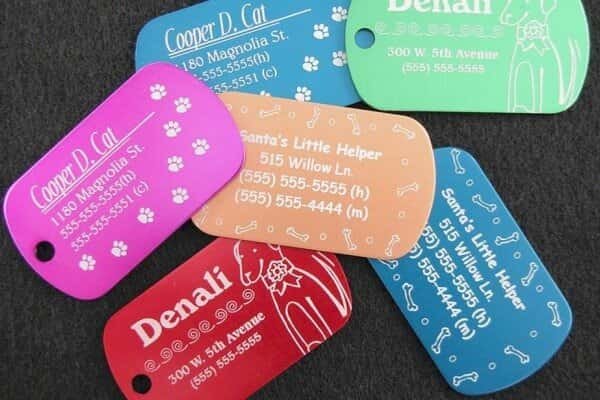 Cooper D. Cat
1180 Magnolia St.
555-555-5555(h)
555-5551 (c)
Denali
300 W. 5th Avenue
(555) 555-5555
Cooper D. Cat
1180 Magnolia St.
555-555-5555(h)
555-555-5551 (c)
Santa's Little Helper
515 Willow Ln.
(555) 555-5555 (h)
(555) 555-4444 (m)
Santa's Little Helper
515 Willow Ln.
555) 555-5555 (h)
555-4444 (m)
Denali
300 W. 5th Avenue
(555) 555-5555